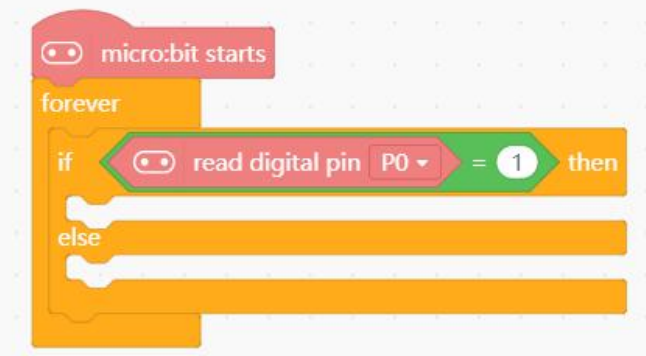 micro:bit starts
forever
if read digital pin P0 = 1 then
else